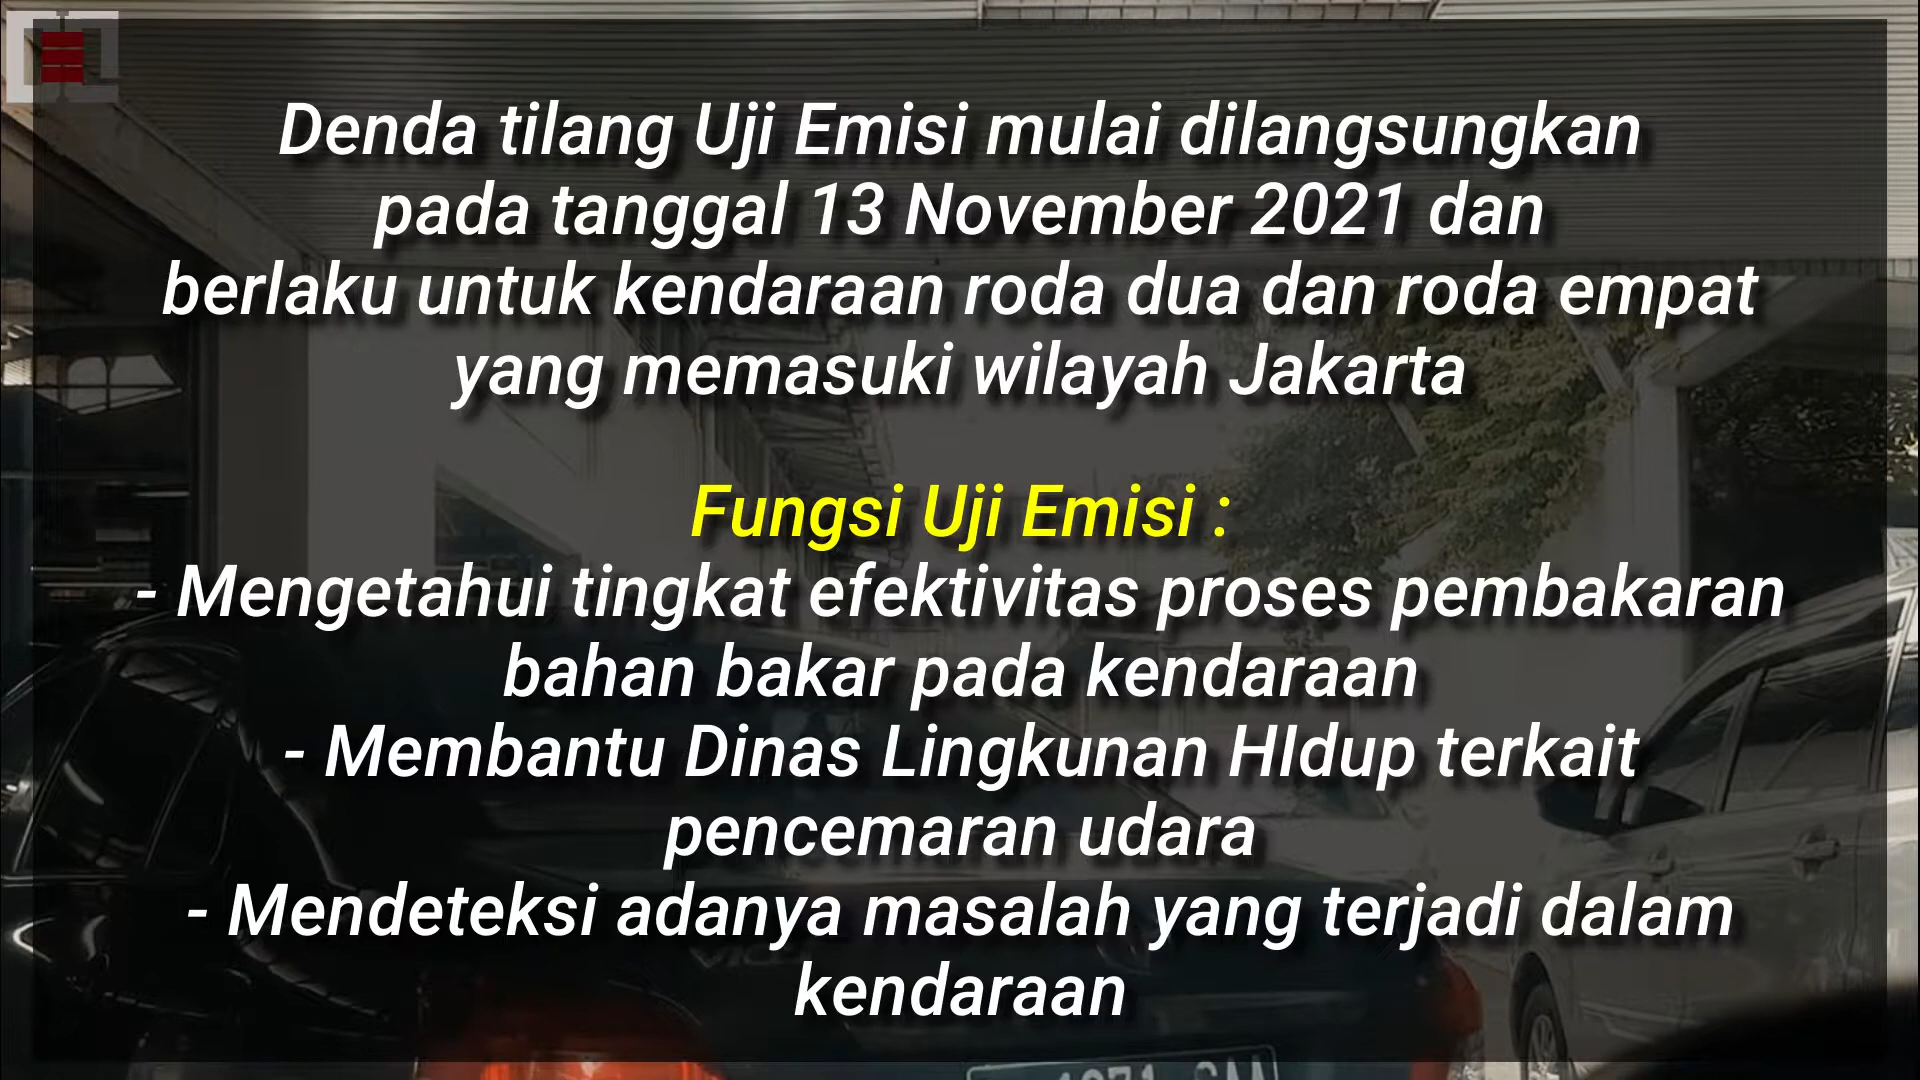 Denda tilang Uji Emisi mulai dilangsungkan
pada tanggal 13 November 2021 dan
berlaku untuk kendaraan roda dua dan roda empat
yang memasuki wilayah Jakarta
Fungsi Uji Emisi :
- Mengetahui tingkat efektivitas proses pembakaran
bahan bakar pada kendaraan
- Membantu Dinas Lingkunan HIdup terkait
pencemaran udara
- Mendeteksi adanya masalah yang terjadi dalam
kendaraan